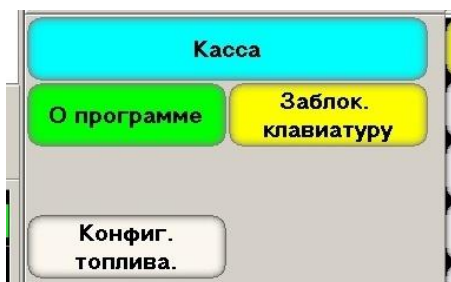 Касса
О программе
Заблок.
клавиатуру
Конфиг.
топлива.